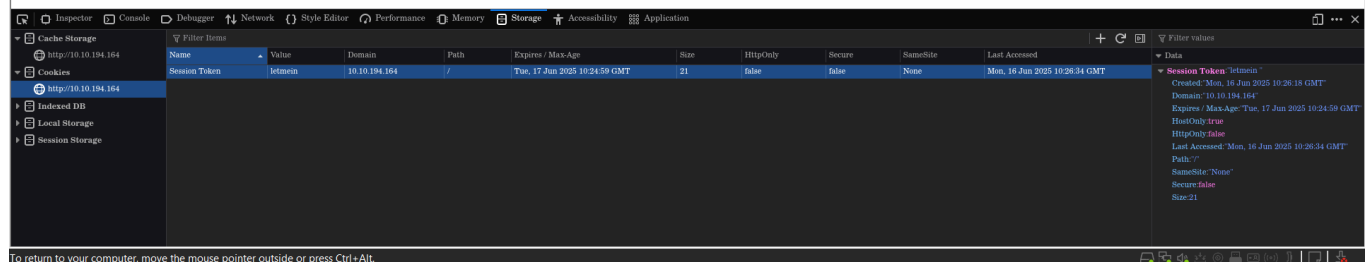 Inspector Console Debugger Network Style Editor Performance Memory Storage Accessibility Application
Cache Storage
http://10.10.194.164
Cookies
http://10.10.194.164
Indexed DB
Local Storage
Session Storage
Filter Items
Name Value Domain Path Expires / Max-Age Size HttpOnly Secure SameSite Last Accessed
Session Token letmein 10.10.194.164 / Tue, 17 Jun 2025 10:24:59 GMT 21 false false None Mon, 16 Jun 2025 10:26:34 GMT
Filter values
Data
Session Token:"letmein "
Created:"Mon, 16 Jun 2025 10:26:18 GMT"
Domain:"10.10.194.164"
Expires / Max-Age:"Tue, 17 Jun 2025 10:24:59 GMT"
HostOnly:true
HttpOnly:false
Last Accessed:"Mon, 16 Jun 2025 10:26:34 GMT"
Path:"/"
SameSite:"None"
Secure:false
Size:21
To return to your computer, move the mouse pointer outside or press Ctrl+Alt.